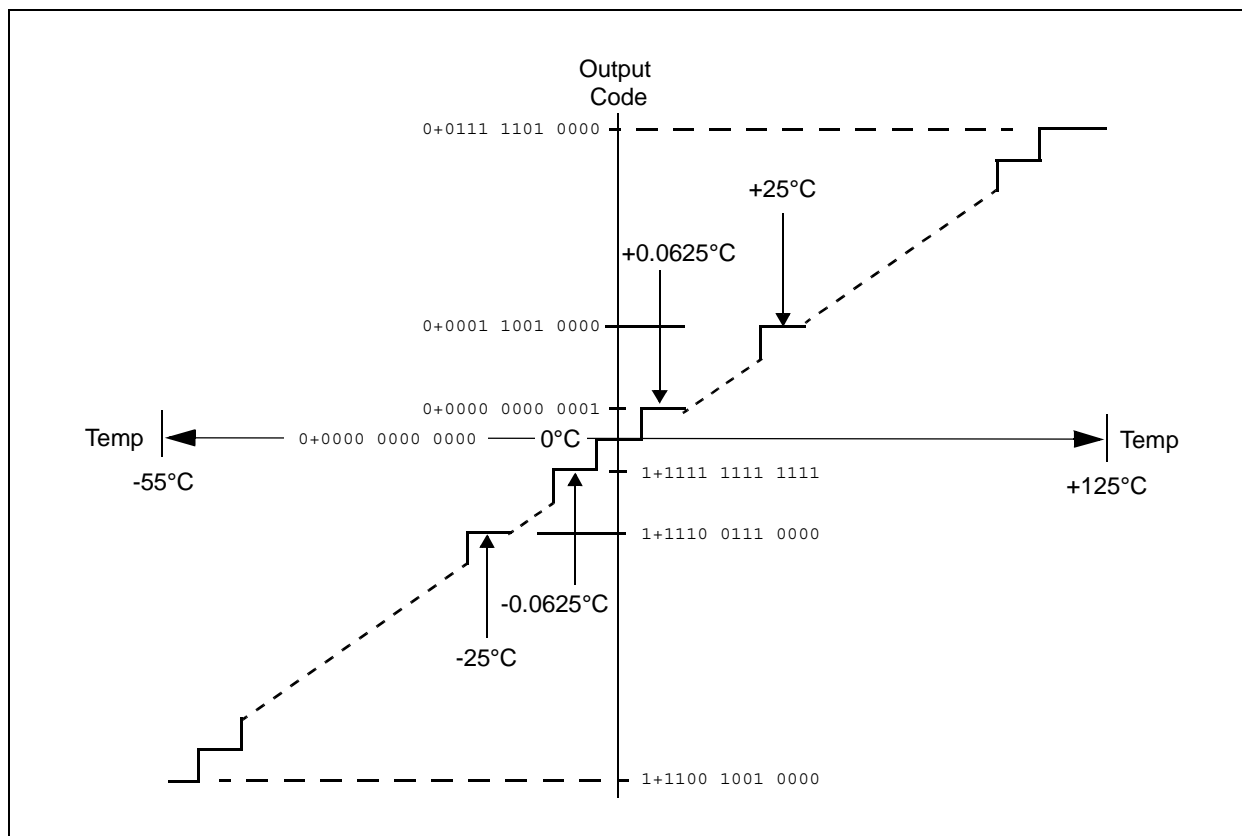 Output
Code
0+0111 1101 0000
+25°C
+0.0625°C
0+0001 1001 0000
0+0000 0000 0001
Temp
0+0000 0000 0000
0°C
Temp
-55°C
1+1111 1111 1111
+125°C
1+1110 0111 0000
-0.0625°C
-25°C
1+1100 1001 0000